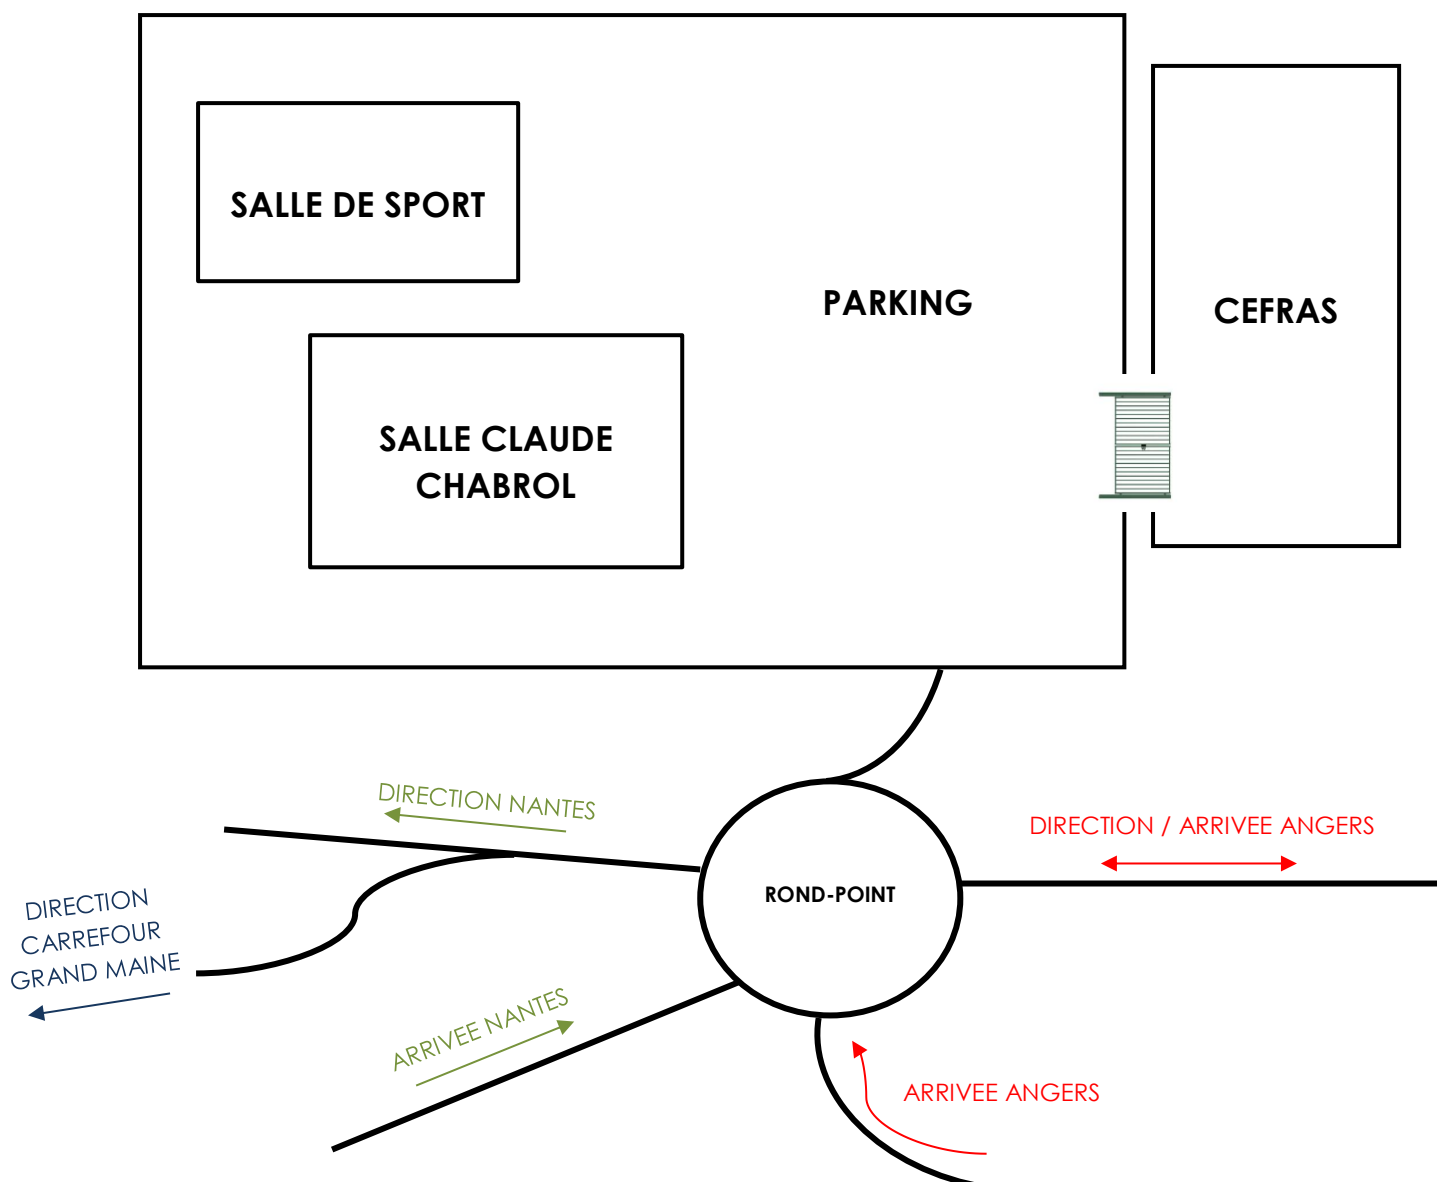 SALLE DE SPORT
PARKING
CEFRAS
SALLE CLAUDE
CHABROL
DIRECTION NANTES
DIRECTION / ARRIVEE ANGERS
ROND-POINT
DIRECTION
CARREFOUR
GRAND MAINE
ARRIVEE NANTES
ARRIVEE ANGERS